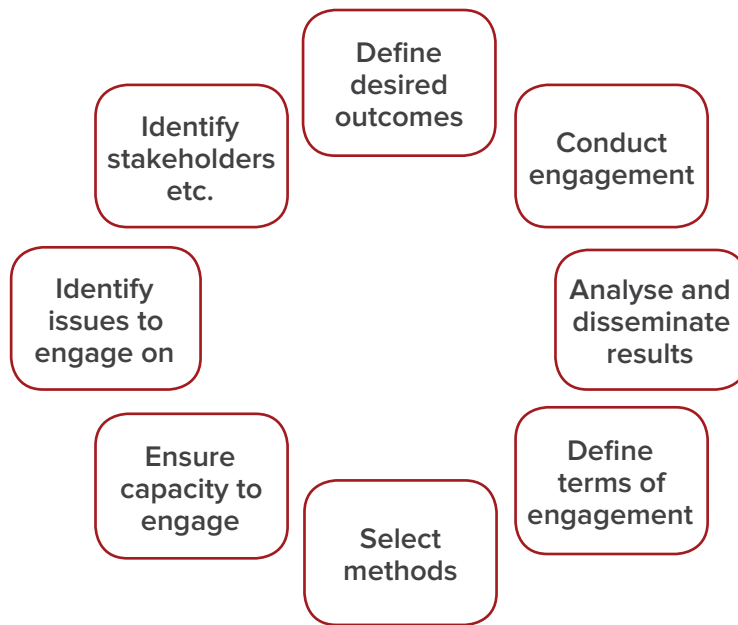 Define
desired
outcomes
Conduct
engagement
Analyse and
disseminate
results
Define
terms of
engagement
Select
methods
Ensure
capacity to
engage
Identify
issues to
engage on
Identify
stakeholders
etc.